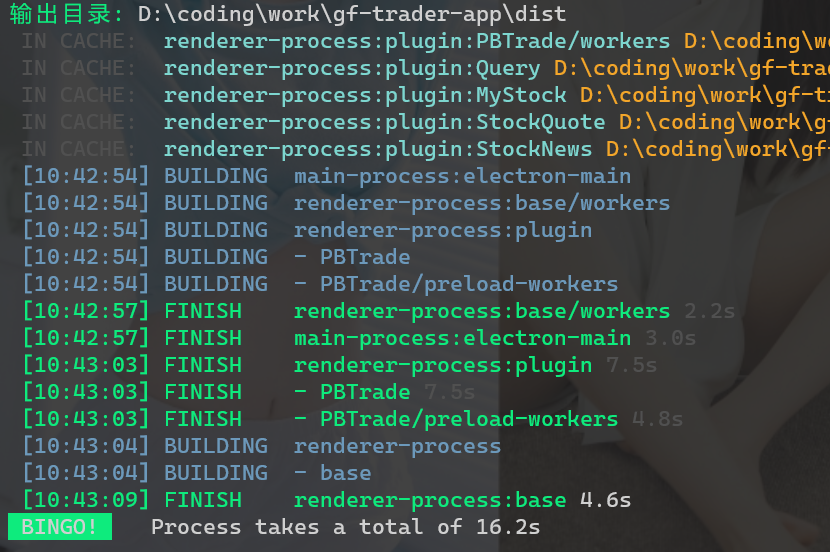 输出目录: D:\coding\work\gf-trader-app\dist
IN CACHE: renderer-process:plugin:PBTrade/workers D:\coding\wo
IN CACHE: renderer-process:plugin:Query D:\coding\work\gf-trad
IN CACHE: renderer-process:plugin:MyStock D:\coding\work\gf-tr
IN CACHE: renderer-process:plugin:StockQuote D:\coding\work\gf
IN CACHE: renderer-process:plugin:StockNews D:\coding\work\gf-
[10:42:54] BUILDING main-process:electron-main
[10:42:54] BUILDING renderer-process:base/workers
[10:42:54] BUILDING renderer-process:plugin
[10:42:54] BUILDING - PBTrade
[10:42:54] BUILDING - PBTrade/preload-workers
[10:42:57] FINISH renderer-process:base/workers 2.2s
[10:42:57] FINISH main-process:electron-main 3.0s
[10:43:03] FINISH renderer-process:plugin 7.5s
[10:43:03] FINISH - PBTrade 7.5s
[10:43:03] FINISH - PBTrade/preload-workers 4.8s
[10:43:04] BUILDING renderer-process
[10:43:04] BUILDING - base
[10:43:09] FINISH renderer-process:base 4.6s
BINGO! Process takes a total of 16.2s